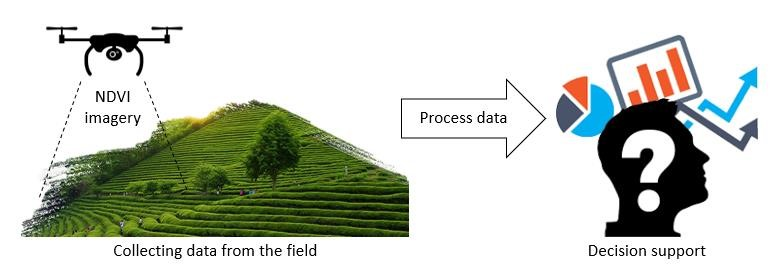 NDVI
imagery
Process data
?
Collecting data from the field
Decision support